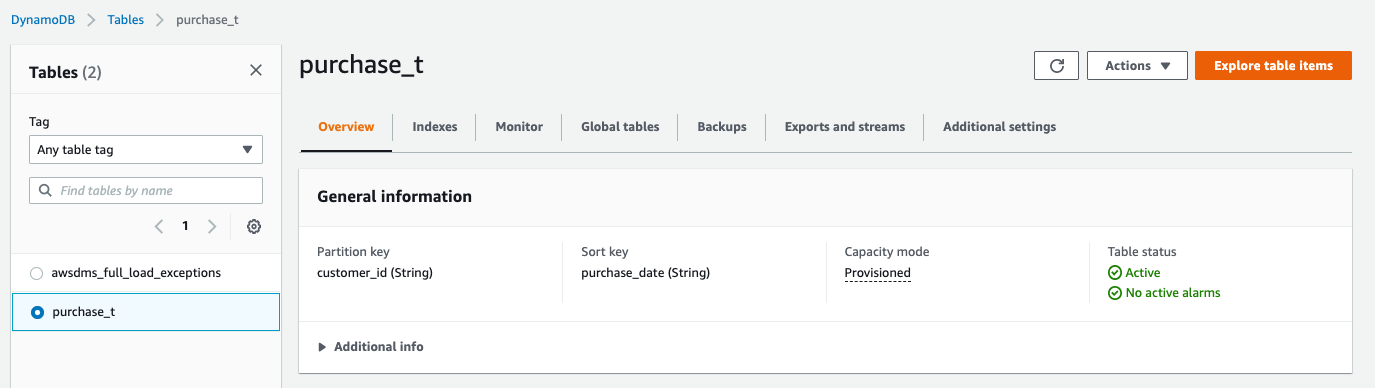 DynamoDB > Tables > purchase_t
Tables (2)
Tag
Any table tag
Find tables by name
1
awsdms_full_load_exceptions
purchase_t
purchase_t
Actions
Explore table items
Overview
Indexes
Monitor
Global tables
Backups
Exports and streams
Additional settings
General information
Partition key
customer_id (String)
Sort key
purchase_date (String)
Capacity mode
Provisioned
Table status
Active
No active alarms
Additional info